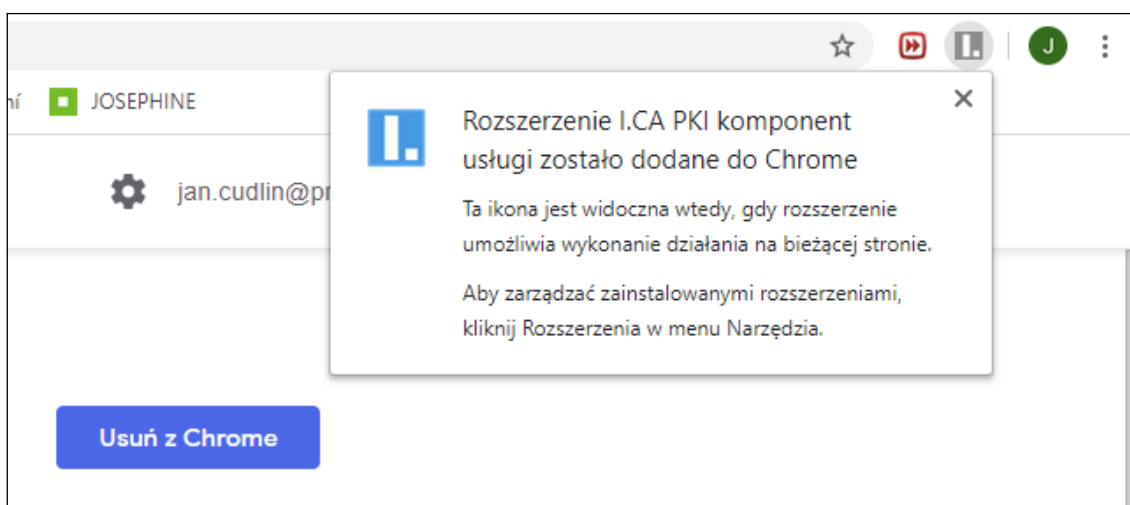 ní JOSEPHINE
J
jan.cudlin@pr
Rozszerzenie I.CA PKI komponent
usługi zostało dodane do Chrome
Ta ikona jest widoczna wtedy, gdy rozszerzenie
umożliwia wykonanie działania na bieżącej stronie.
Aby zarządzać zainstalowanymi rozszerzeniami,
kliknij Rozszerzenia w menu Narzędzia.
Usuń z Chrome